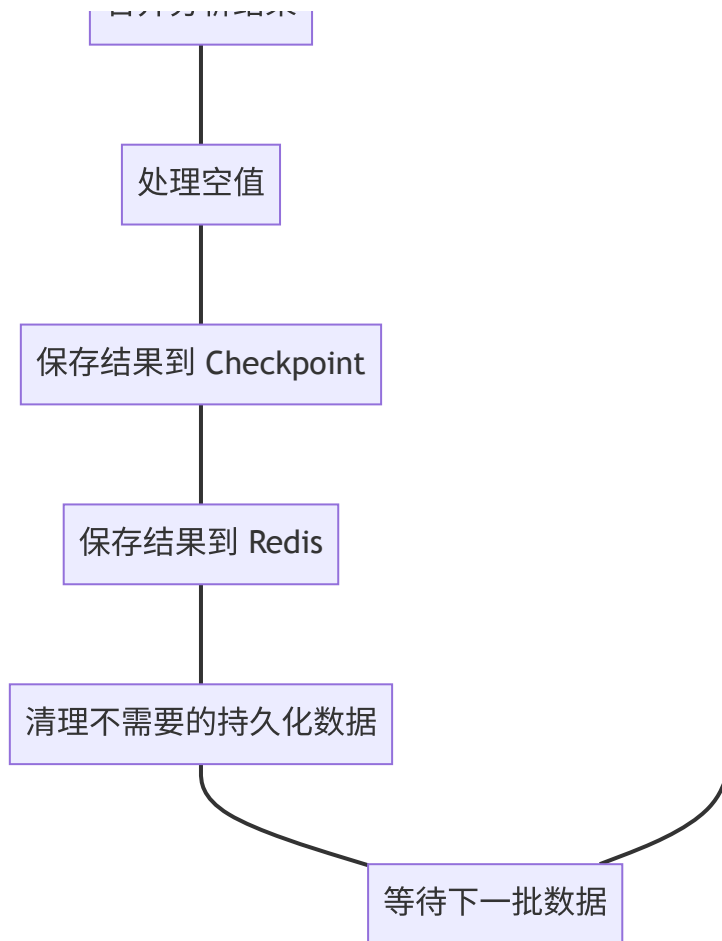 处理空值
保存结果到 Checkpoint
保存结果到 Redis
清理不需要的持久化数据
等待下一批数据